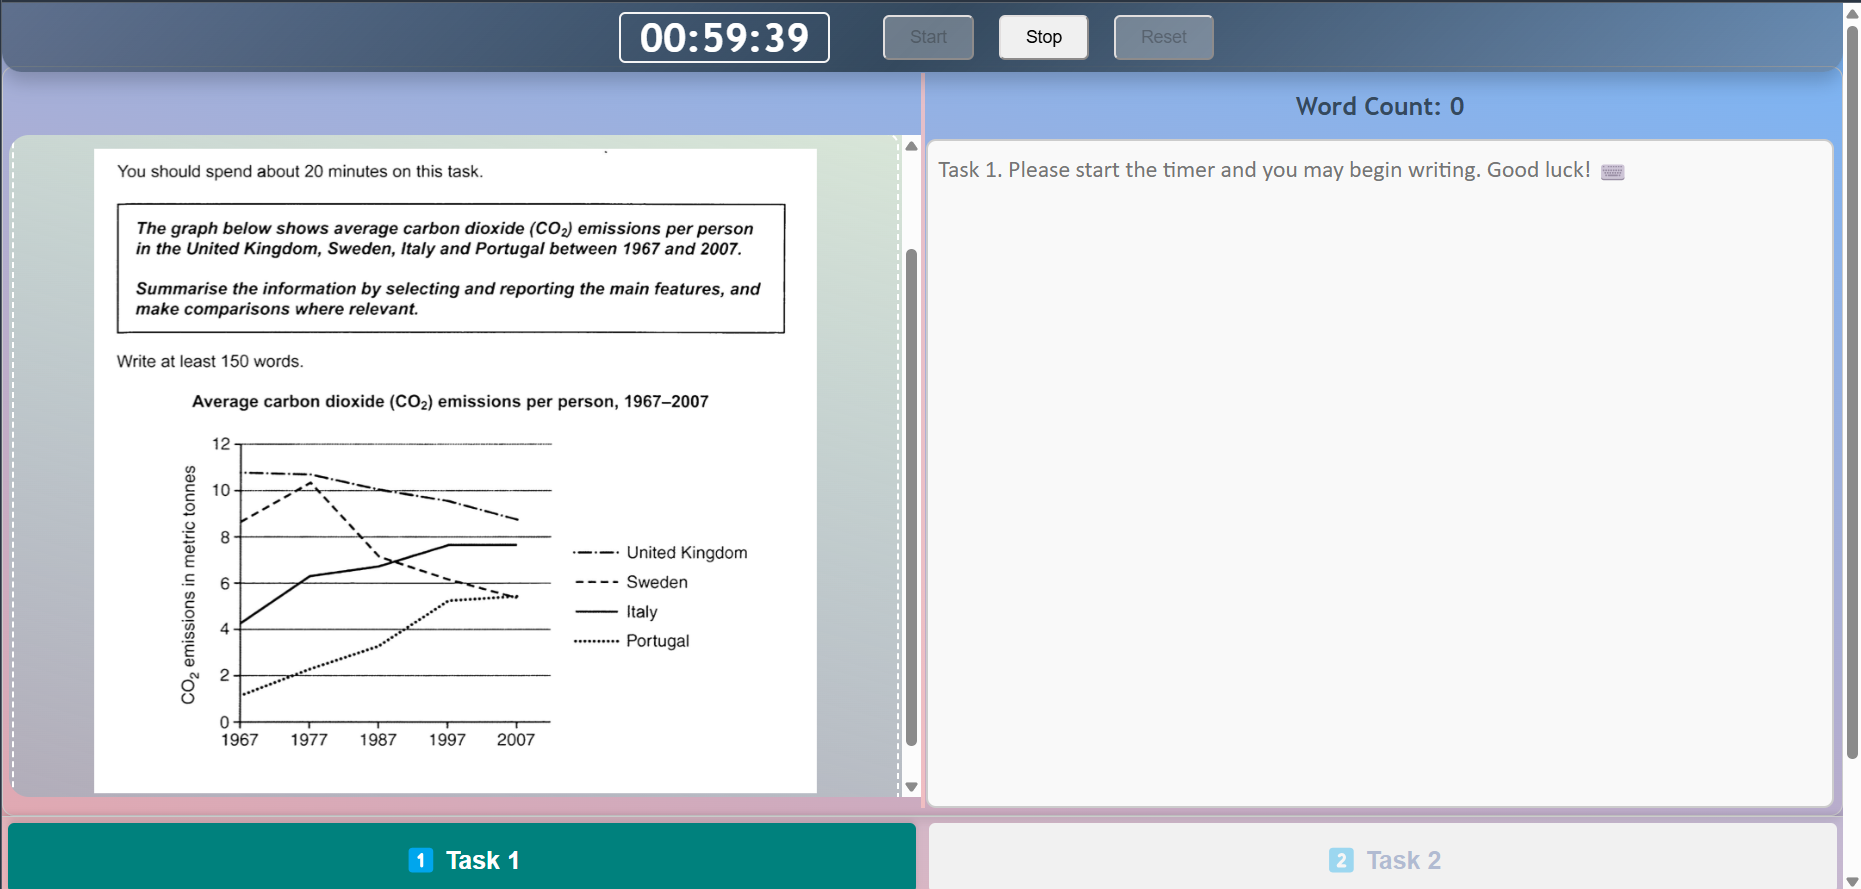 00:59:39
Start
Stop
Reset
Word Count: 0
You should spend about 20 minutes on this task.
The graph below shows average carbon dioxide (CO₂) emissions per person
in the United Kingdom, Sweden, Italy and Portugal between 1967 and 2007.
Summarise the information by selecting and reporting the main features, and
make comparisons where relevant.
Write at least 150 words.
Average carbon dioxide (CO₂) emissions per person, 1967–2007
CO₂ emissions in metric tonnes
12
10
8
6
4
2
0
1967 1977 1987 1997 2007
United Kingdom
Sweden
Italy
Portugal
Task 1. Please start the timer and you may begin writing. Good luck!
1 Task 1
2 Task 2